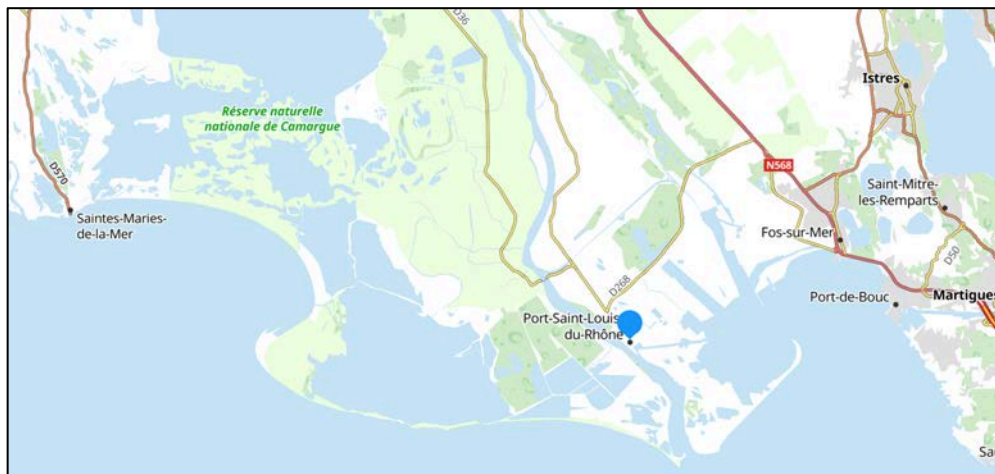 D36
Istres
Réserve naturelle
nationale de Camargue
N568
D570
Saint-Mitre-
les-Remparts
Saintes-Maries-
de-la-Mer
Fos-sur-Mer
D50
D268
Port-de-Bouc
Martigues
Port-Saint-Louis-
du-Rhône